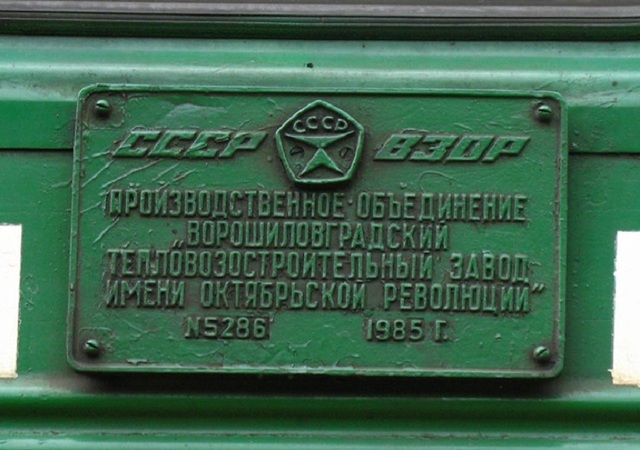 СССР СССР ВЗОР
ПРОИЗВОДСТВЕННОЕ ОБЪЕДИНЕНИЕ
ВОРОШИЛОВГРАДСКИЙ
ТЕПЛОВОЗОСТРОИТЕЛЬНЫЙ ЗАВОД
ИМЕНИ ОКТЯБРЬСКОЙ РЕВОЛЮЦИИ"
N5286 1985 Г.